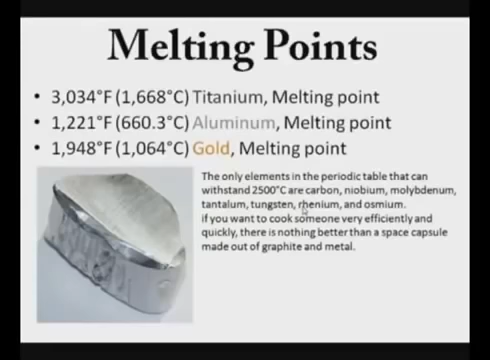 Melting Points
• 3,034°F (1,668°C) Titanium, Melting point
• 1,221°F (660.3°C) Aluminum, Melting point
• 1,948°F (1,064°C) Gold, Melting point
The only elements in the periodic table that can
withstand 2500°C are carbon, niobium, molybdenum,
tantalum, tungsten, rhenium, and osmium.
if you want to cook someone very efficiently and
quickly, there is nothing better than a space capsule
made out of graphite and metal.